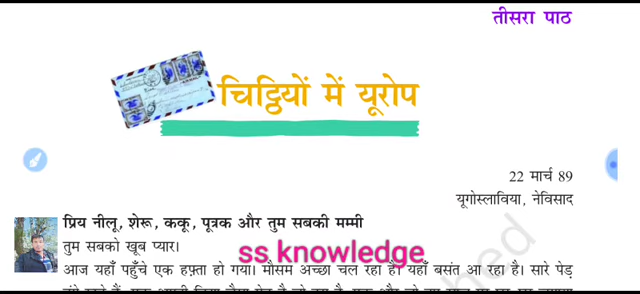 तीसरा पाठ
चिट्ठियों में यूरोप
22 मार्च 89
यूगोस्लाविया, नेविसाद
प्रिय नीलू, शेरू, ककू, पूत्रक और तुम सबकी मम्मी
तुम सबको खूब प्यार।
ss knowledge
आज यहाँ पहुँचे एक हफ़्ता हो गया। मौसम अच्छा चल रहा है। यहाँ बसंत आ रहा है। सारे पेड़